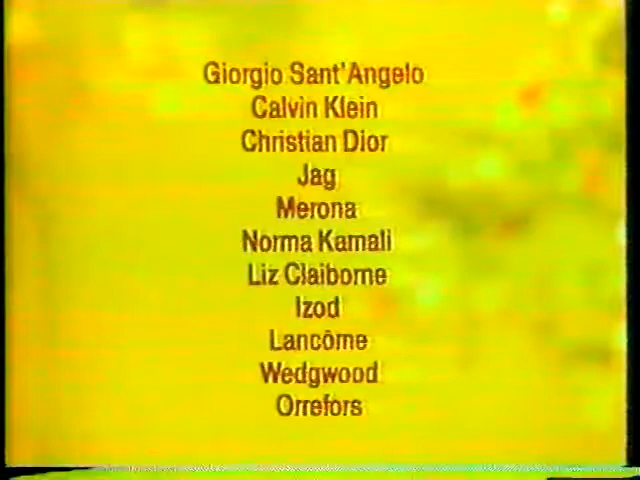 Giorgio Sant'Angelo
Calvin Klein
Christian Dior
Jag
Merona
Norma Kamali
Liz Claiborne
Izod
Lancôme
Wedgwood
Orrefors